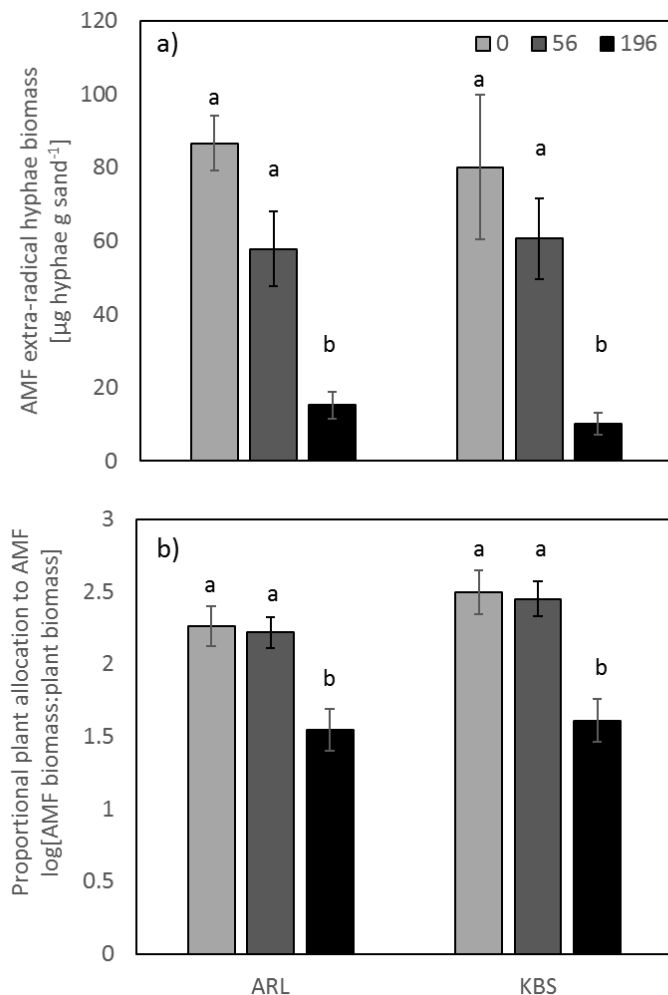 a)
0 56 196
120
100
80
60
40
20
0
AMF extra-radical hyphae biomass
[µg hyphae g sand⁻¹]
a
a
b
a
a
b
b)
3
2.5
2
1.5
1
0.5
0
Proportional plant allocation to AMF
log[AMF biomass:plant biomass]
a
a
b
a
a
b
ARL
KBS